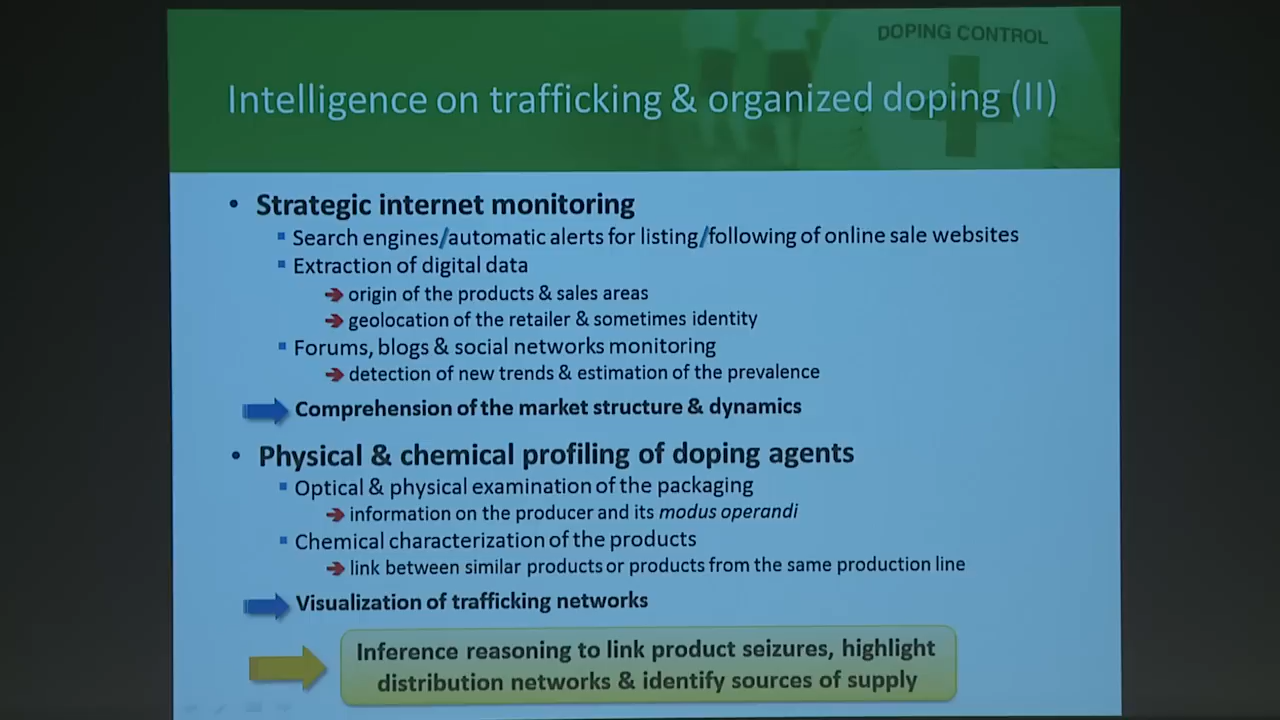 DOPING CONTROL
Intelligence on trafficking & organized doping (II)
• Strategic internet monitoring
▪ Search engines/automatic alerts for listing/following of online sale websites
▪ Extraction of digital data
➔ origin of the products & sales areas
➔ geolocation of the retailer & sometimes identity
▪ Forums, blogs & social networks monitoring
➔ detection of new trends & estimation of the prevalence
Comprehension of the market structure & dynamics
• Physical & chemical profiling of doping agents
▪ Optical & physical examination of the packaging
➔ information on the producer and its modus operandi
▪ Chemical characterization of the products
➔ link between similar products or products from the same production line
Visualization of trafficking networks
Inference reasoning to link product seizures, highlight
distribution networks & identify sources of supply